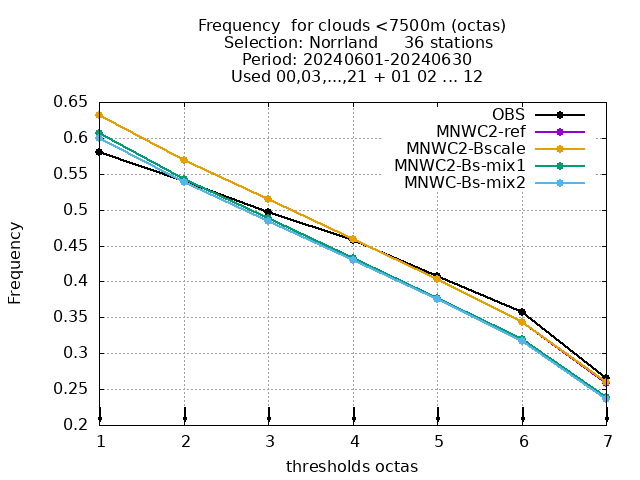 Frequency  for clouds <7500m (octas)
Selection: Norrland     36 stations
Period: 20240601-20240630
Used 00,03,...,21 + 01 02 ... 12
OBS
MNWC2-ref
MNWC2-Bscale
MNWC2-Bs-mix1
MNWC-Bs-mix2
Frequency
0.65
0.6
0.55
0.5
0.45
0.4
0.35
0.3
0.25
0.2
1 2 3 4 5 6 7
thresholds octas